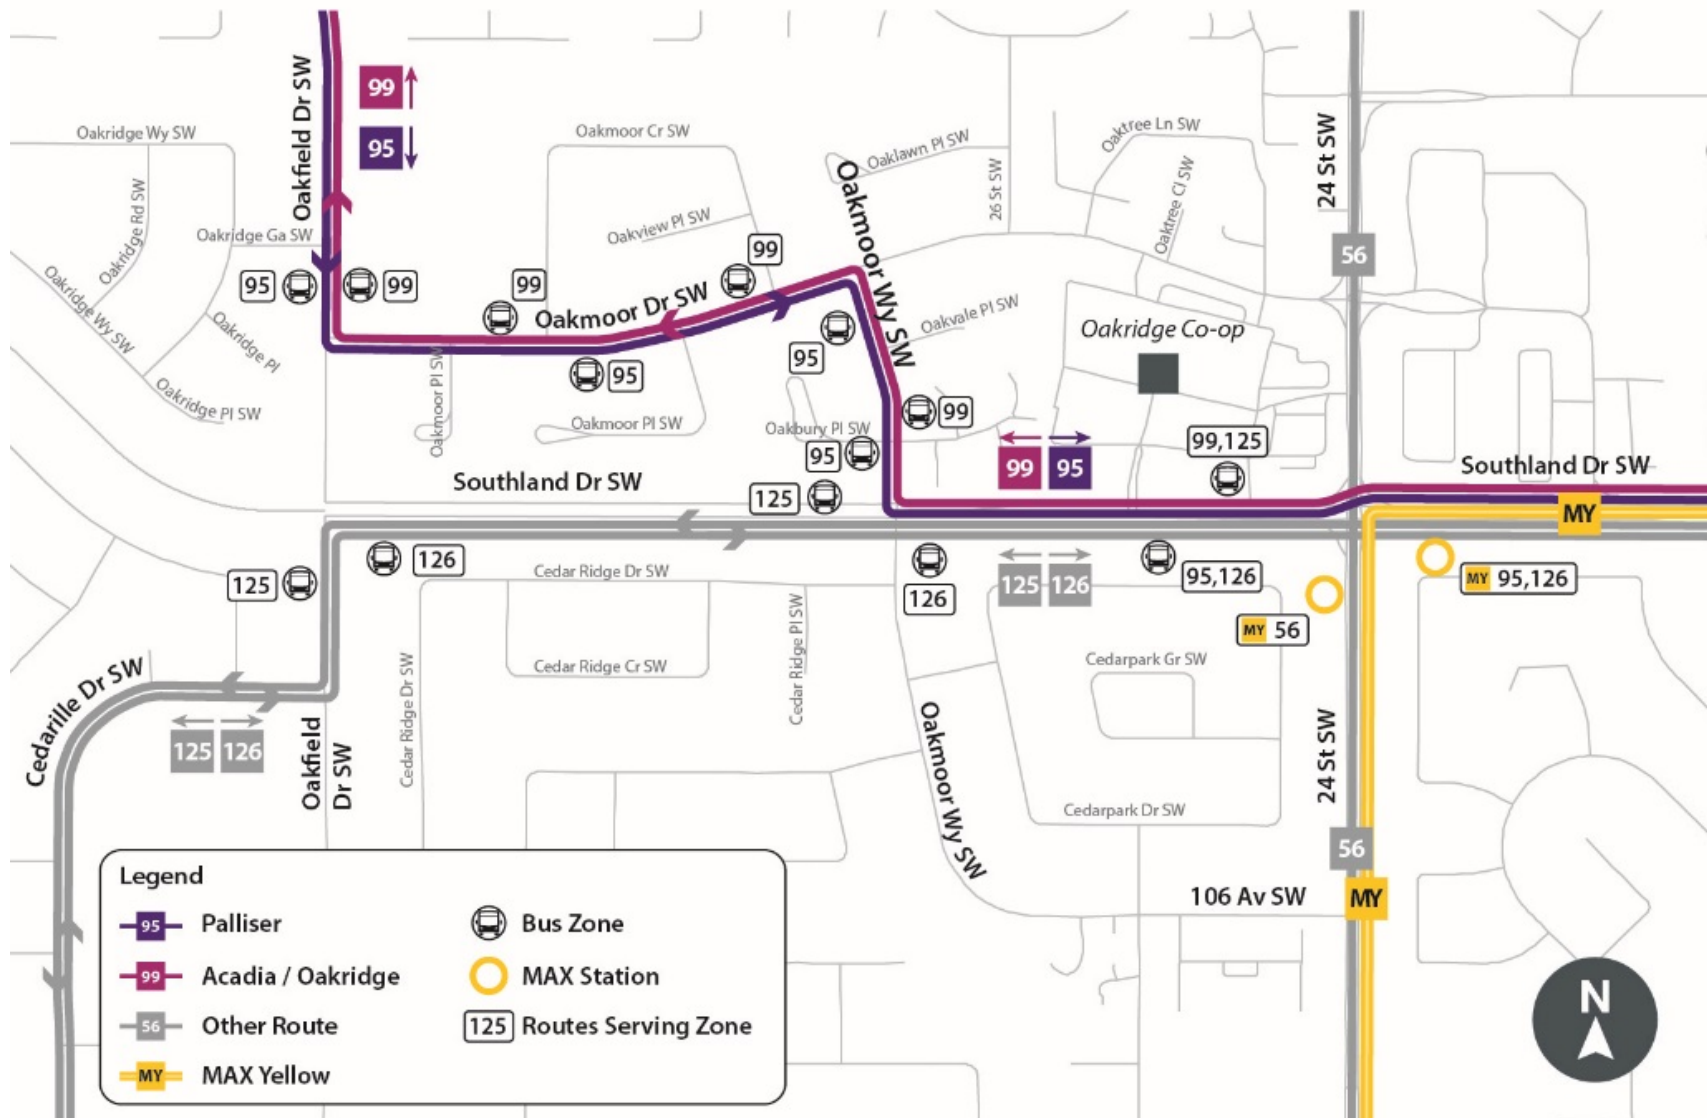 Oakfield Dr SW
99
95
Oakridge Wy SW
Oakridge Rd SW
Oakridge Ga SW
Oakridge Wy SW
Oakridge Pl
Oakridge Pl SW
95
99
Oakmoor Cr SW
Oakview Pl SW
99
99
Oakmoor Dr SW
95
95
Oakmoor Pl SW
Oakmoor Pl SW
Oakmoor Wy SW
Oaklawn Pl SW
26 St SW
Oaktree Ln SW
Oaktree Cl SW
24 St SW
56
Oakvale Pl SW
Oakridge Co-op
99
Oakbury Pl SW
95
125
99
95
99,125
Southland Dr SW
Southland Dr SW
MY
125
126
126
125
126
95,126
MY 95,126
MY 56
Cedar Ridge Dr SW
Cedar Ridge Cr SW
Cedar Ridge Pl SW
Cedar Ridge Dr SW
Cedarpark Gr SW
Cedarpark Dr SW
Cedarille Dr SW
125
126
Oakfield
Dr SW
Oakmoor Wy SW
24 St SW
56
106 Av SW
MY
Legend
95 Palliser
99 Acadia / Oakridge
56 Other Route
MY MAX Yellow
Bus Zone
MAX Station
125 Routes Serving Zone
N